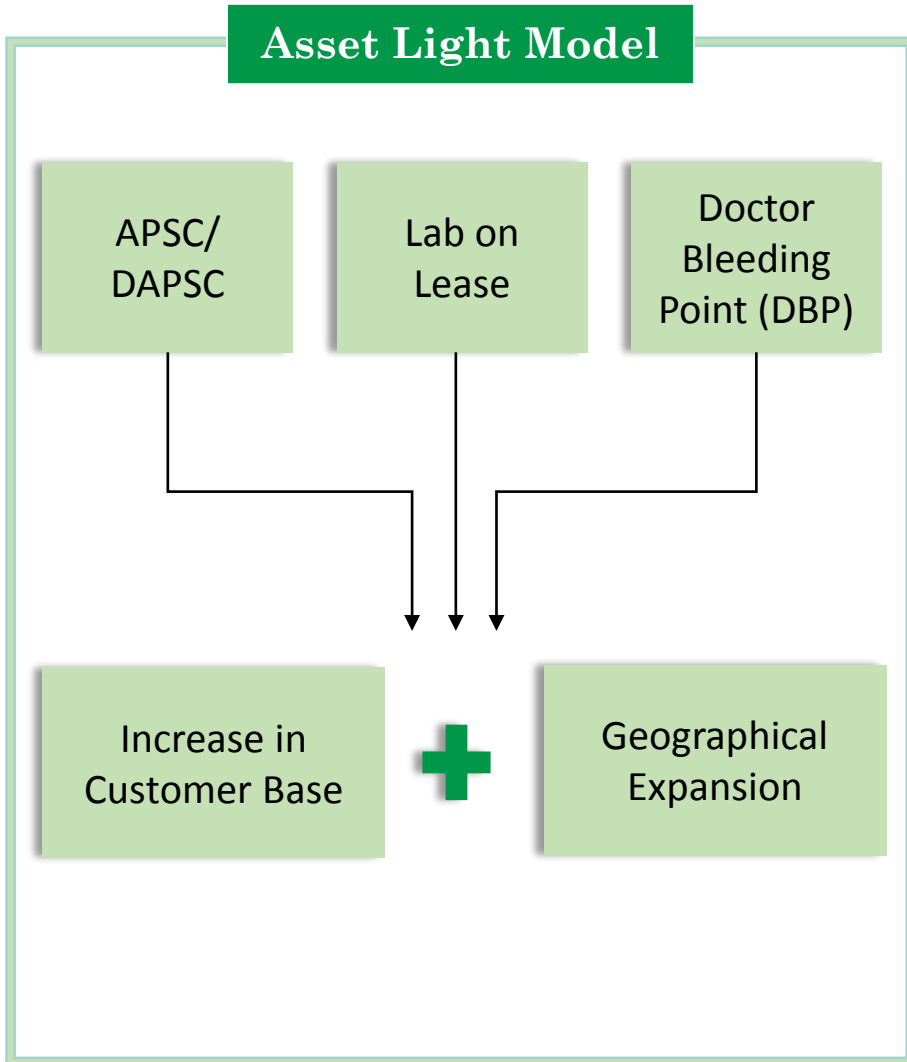 Asset Light Model
APSC/
DAPSC
Lab on
Lease
Doctor
Bleeding
Point (DBP)
Increase in
Customer Base
Geographical
Expansion